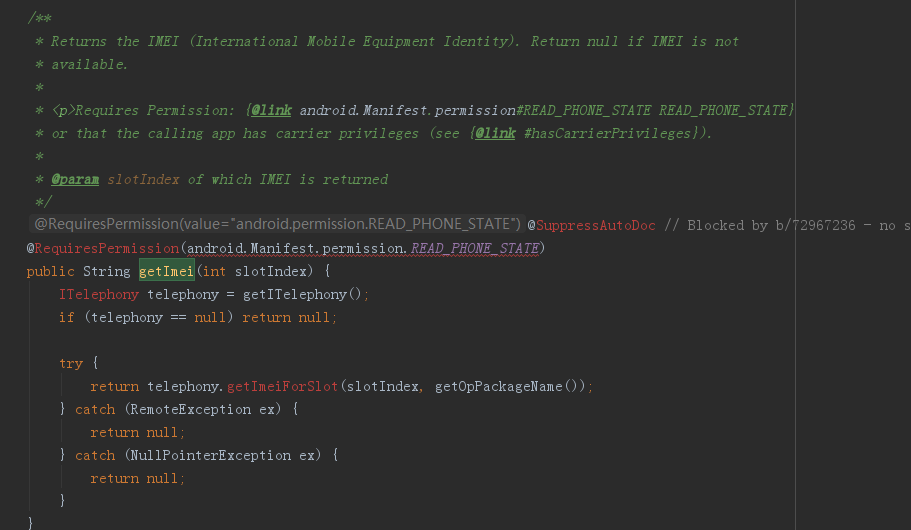 /**
* Returns the IMEI (International Mobile Equipment Identity). Return null if IMEI is not
* available.
*
* <p>Requires Permission: {@link android.Manifest.permission#READ_PHONE_STATE READ_PHONE_STATE}
* or that the calling app has carrier privileges (see {@link #hasCarrierPrivileges}).
*
* @param slotIndex of which IMEI is returned
*/
@RequiresPermission(value="android.permission.READ_PHONE_STATE") @SuppressAutoDoc // Blocked by b/72967236 - no s
@RequiresPermission(android.Manifest.permission.READ_PHONE_STATE)
public String getImei(int slotIndex) {
ITelephony telephony = getITelephony();
if (telephony == null) return null;
try {
return telephony.getImeiForSlot(slotIndex, getOpPackageName());
} catch (RemoteException ex) {
return null;
} catch (NullPointerException ex) {
return null;
}
}